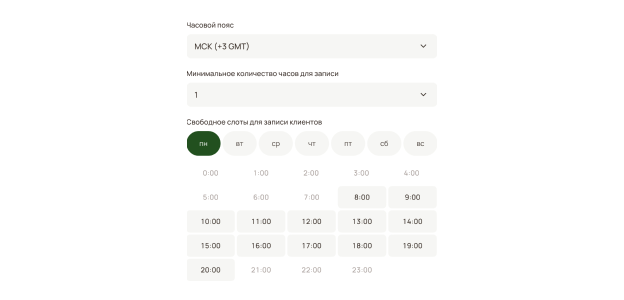 Часовой пояс
МСК (+3 GMT)
Минимальное количество часов для записи
1
Свободное слоты для записи клиентов
пн вт ср чт пт сб вс
0:00 1:00 2:00 3:00 4:00
5:00 6:00 7:00 8:00 9:00
10:00 11:00 12:00 13:00 14:00
15:00 16:00 17:00 18:00 19:00
20:00 21:00 22:00 23:00